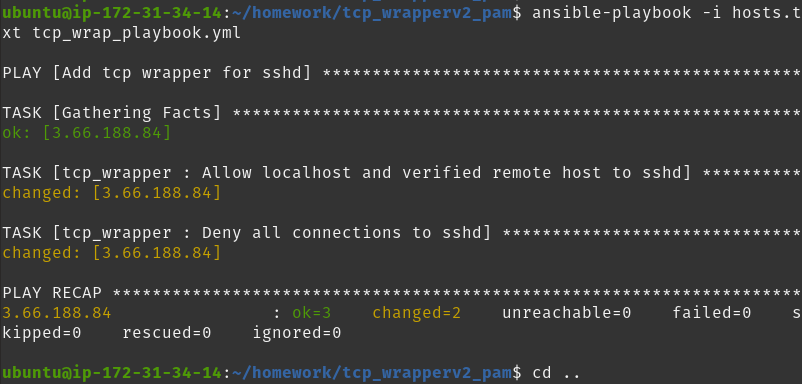 ubuntu@ip-172-31-34-14:~/homework/tcp_wrapperv2_pam$ ansible-playbook -i hosts.t
xt tcp_wrap_playbook.yml
PLAY [Add tcp wrapper for sshd] ************************************************
TASK [Gathering Facts] *********************************************************
ok: [3.66.188.84]
TASK [tcp_wrapper : Allow localhost and verified remote host to sshd] **********
changed: [3.66.188.84]
TASK [tcp_wrapper : Deny all connections to sshd] ******************************
changed: [3.66.188.84]
PLAY RECAP *********************************************************************
3.66.188.84                : ok=3    changed=2    unreachable=0    failed=0    s
kipped=0    rescued=0    ignored=0
ubuntu@ip-172-31-34-14:~/homework/tcp_wrapperv2_pam$ cd ..